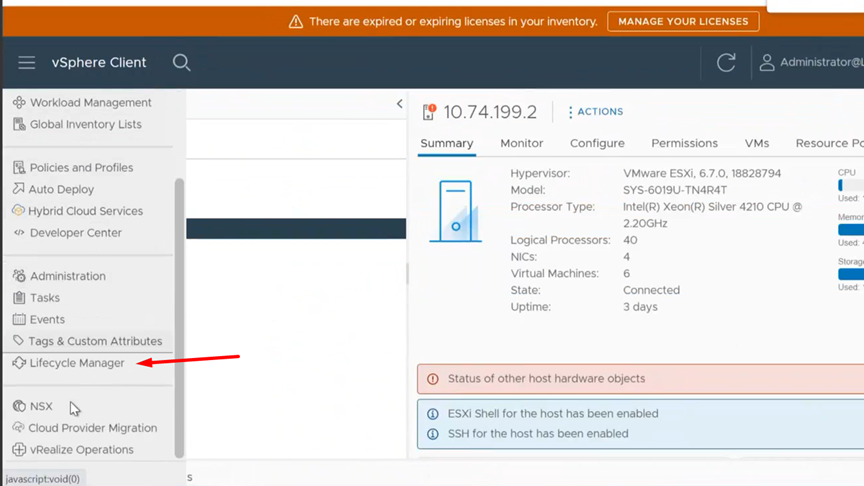 There are expired or expiring licenses in your inventory.
MANAGE YOUR LICENSES
vSphere Client
Administrator@
Workload Management
Global Inventory Lists
Policies and Profiles
Auto Deploy
Hybrid Cloud Services
Developer Center
Administration
Tasks
Events
Tags & Custom Attributes
Lifecycle Manager
NSX
Cloud Provider Migration
vRealize Operations
javascript:void(0)
s
10.74.199.2
ACTIONS
Summary Monitor Configure Permissions VMs Resource Po
Hypervisor: VMware ESXi, 6.7.0, 18828794
Model: SYS-6019U-TN4R4T
Processor Type: Intel(R) Xeon(R) Silver 4210 CPU @
2.20GHz
Logical Processors: 40
NICs: 4
Virtual Machines: 6
State: Connected
Uptime: 3 days
CPU
Used:
Memor
Used:
Storag
Used:
Status of other host hardware objects
ESXi Shell for the host has been enabled
SSH for the host has been enabled